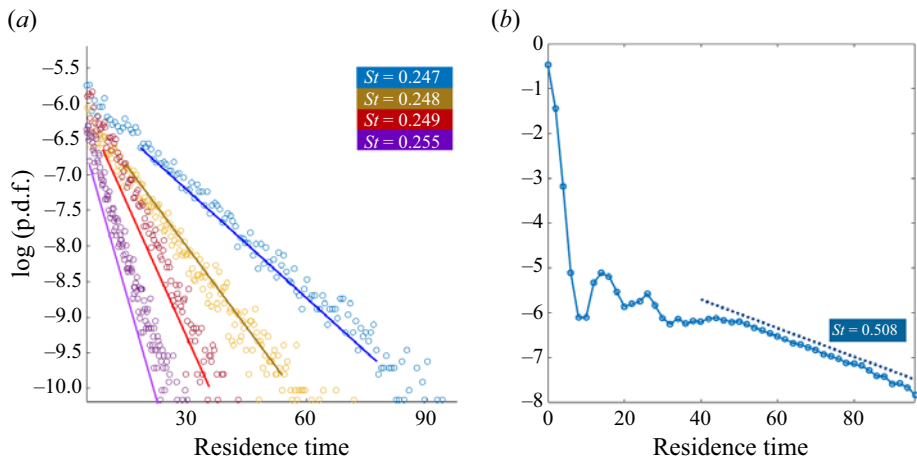 (a)
–5.5
–6.0
–6.5
–7.0
–7.5
–8.0
–8.5
–9.0
–9.5
–10.0
log (p.d.f.)
St = 0.247
St = 0.248
St = 0.249
St = 0.255
30
60
90
Residence time
(b)
0
–1
–2
–3
–4
–5
–6
–7
–8
St = 0.508
0
20
40
60
80
Residence time